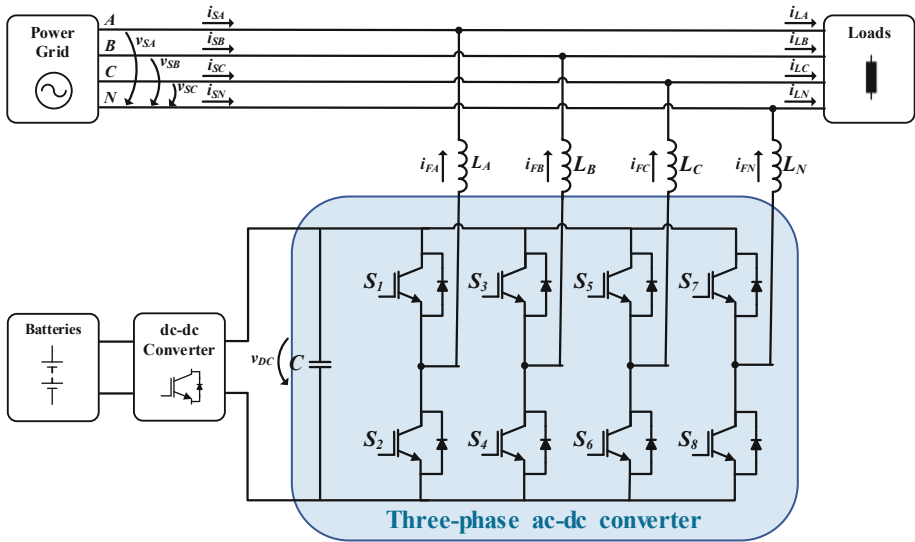 Power
Grid
A
B
C
N
vSA
vSB
vSC
iSA
iSB
iSC
iSN
iLA
iLB
iLC
iLN
Loads
iFA
LA
iFB
LB
iFC
LC
iFN
LN
S1
S3
S5
S7
Batteries
dc-dc
Converter
vDC
C
S2
S4
S6
S8
Three-phase ac-dc converter